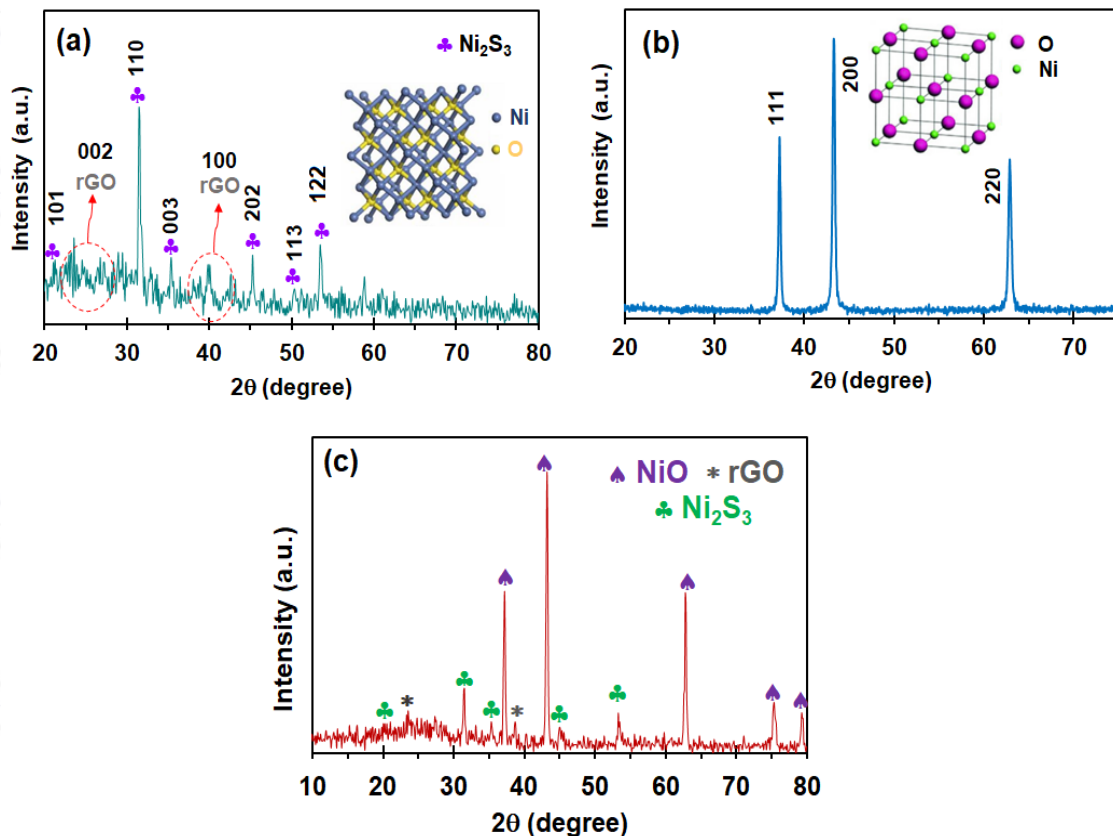 (a)
♣ Ni₂S₃
110
Ni
O
002
rGO
100
rGO
101
003
202
113
122
Intensity (a.u.)
20 30 40 50 60 70 80
2θ (degree)
(b)
O
Ni
111
200
220
Intensity (a.u.)
20 30 40 50 60 70
2θ (degree)
(c)
♠ NiO * rGO
♣ Ni₂S₃
Intensity (a.u.)
10 20 30 40 50 60 70 80
2θ (degree)